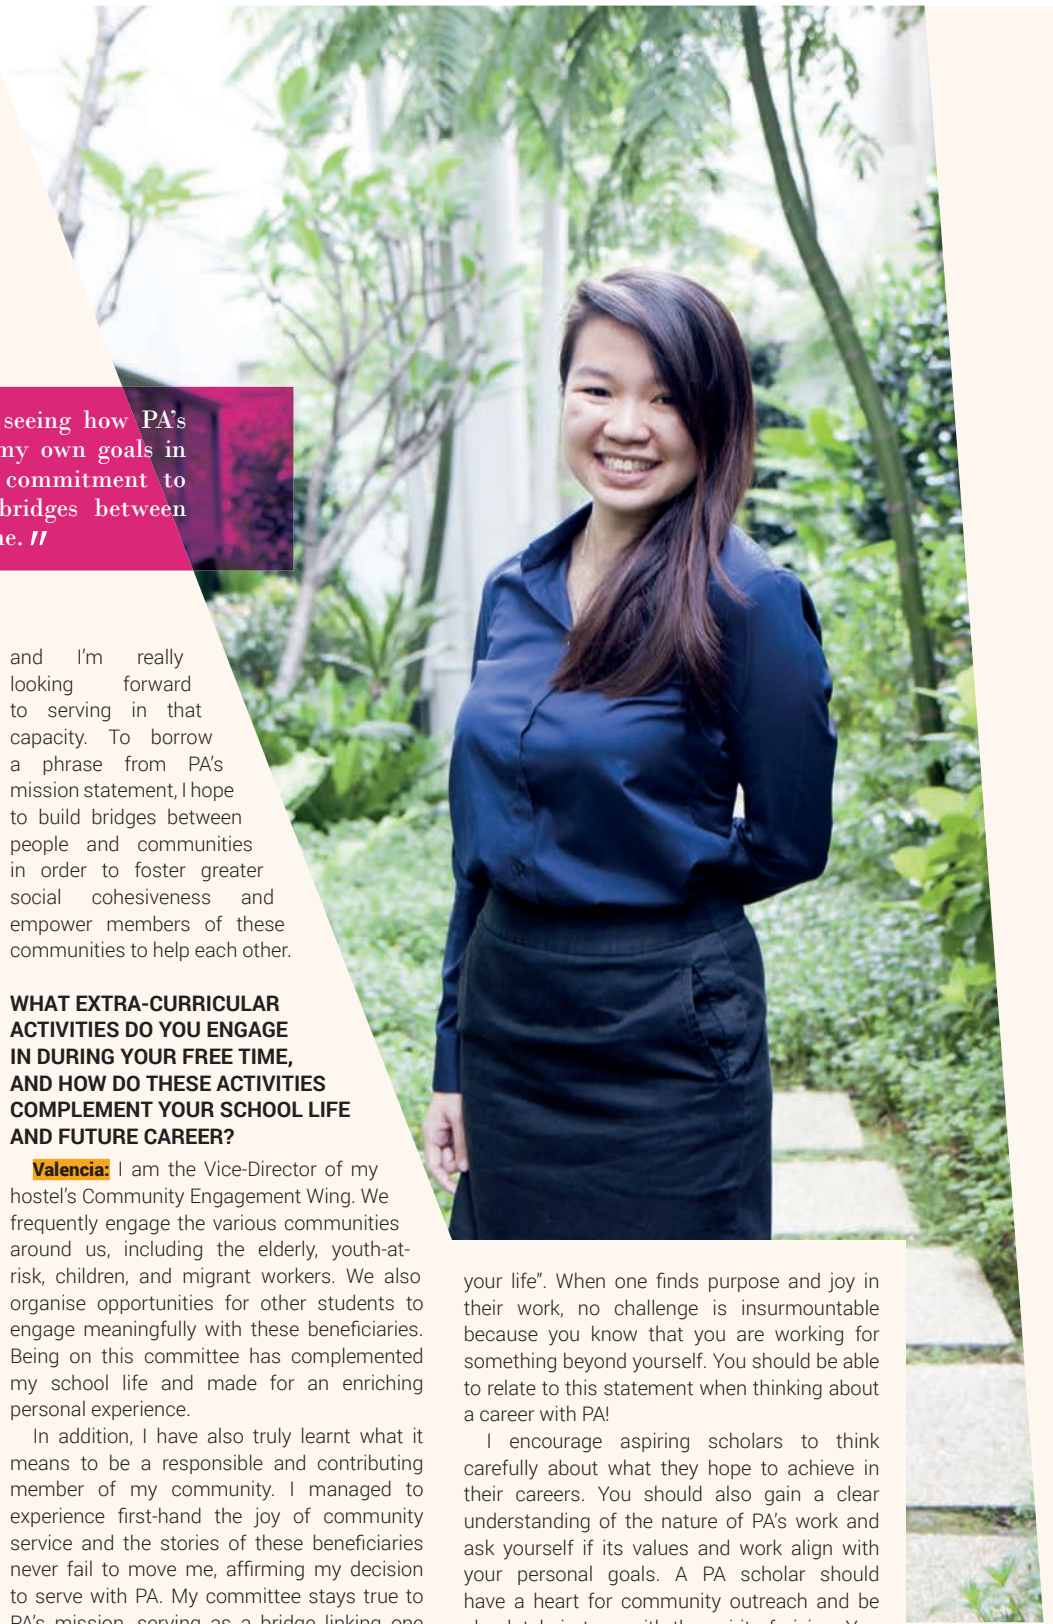 seeing how PA's
my own goals in
commitment to
bridges between
me. "
and I'm really
looking forward
to serving in that
capacity. To borrow
a phrase from PA's
mission statement, I hope
to build bridges between
people and communities
in order to foster greater
social cohesiveness and
empower members of these
communities to help each other.
WHAT EXTRA-CURRICULAR
ACTIVITIES DO YOU ENGAGE
IN DURING YOUR FREE TIME,
AND HOW DO THESE ACTIVITIES
COMPLEMENT YOUR SCHOOL LIFE
AND FUTURE CAREER?
Valencia: I am the Vice-Director of my
hostel's Community Engagement Wing. We
frequently engage the various communities
around us, including the elderly, youth-at-
risk, children, and migrant workers. We also
organise opportunities for other students to
engage meaningfully with these beneficiaries.
Being on this committee has complemented
my school life and made for an enriching
personal experience.
In addition, I have also truly learnt what it
means to be a responsible and contributing
member of my community. I managed to
experience first-hand the joy of community
service and the stories of these beneficiaries
never fail to move me, affirming my decision
to serve with PA. My committee stays true to
PA's mission, serving as a bridge linking one
your life". When one finds purpose and joy in
their work, no challenge is insurmountable
because you know that you are working for
something beyond yourself. You should be able
to relate to this statement when thinking about
a career with PA!
I encourage aspiring scholars to think
carefully about what they hope to achieve in
their careers. You should also gain a clear
understanding of the nature of PA's work and
ask yourself if its values and work align with
your personal goals. A PA scholar should
have a heart for community outreach and be